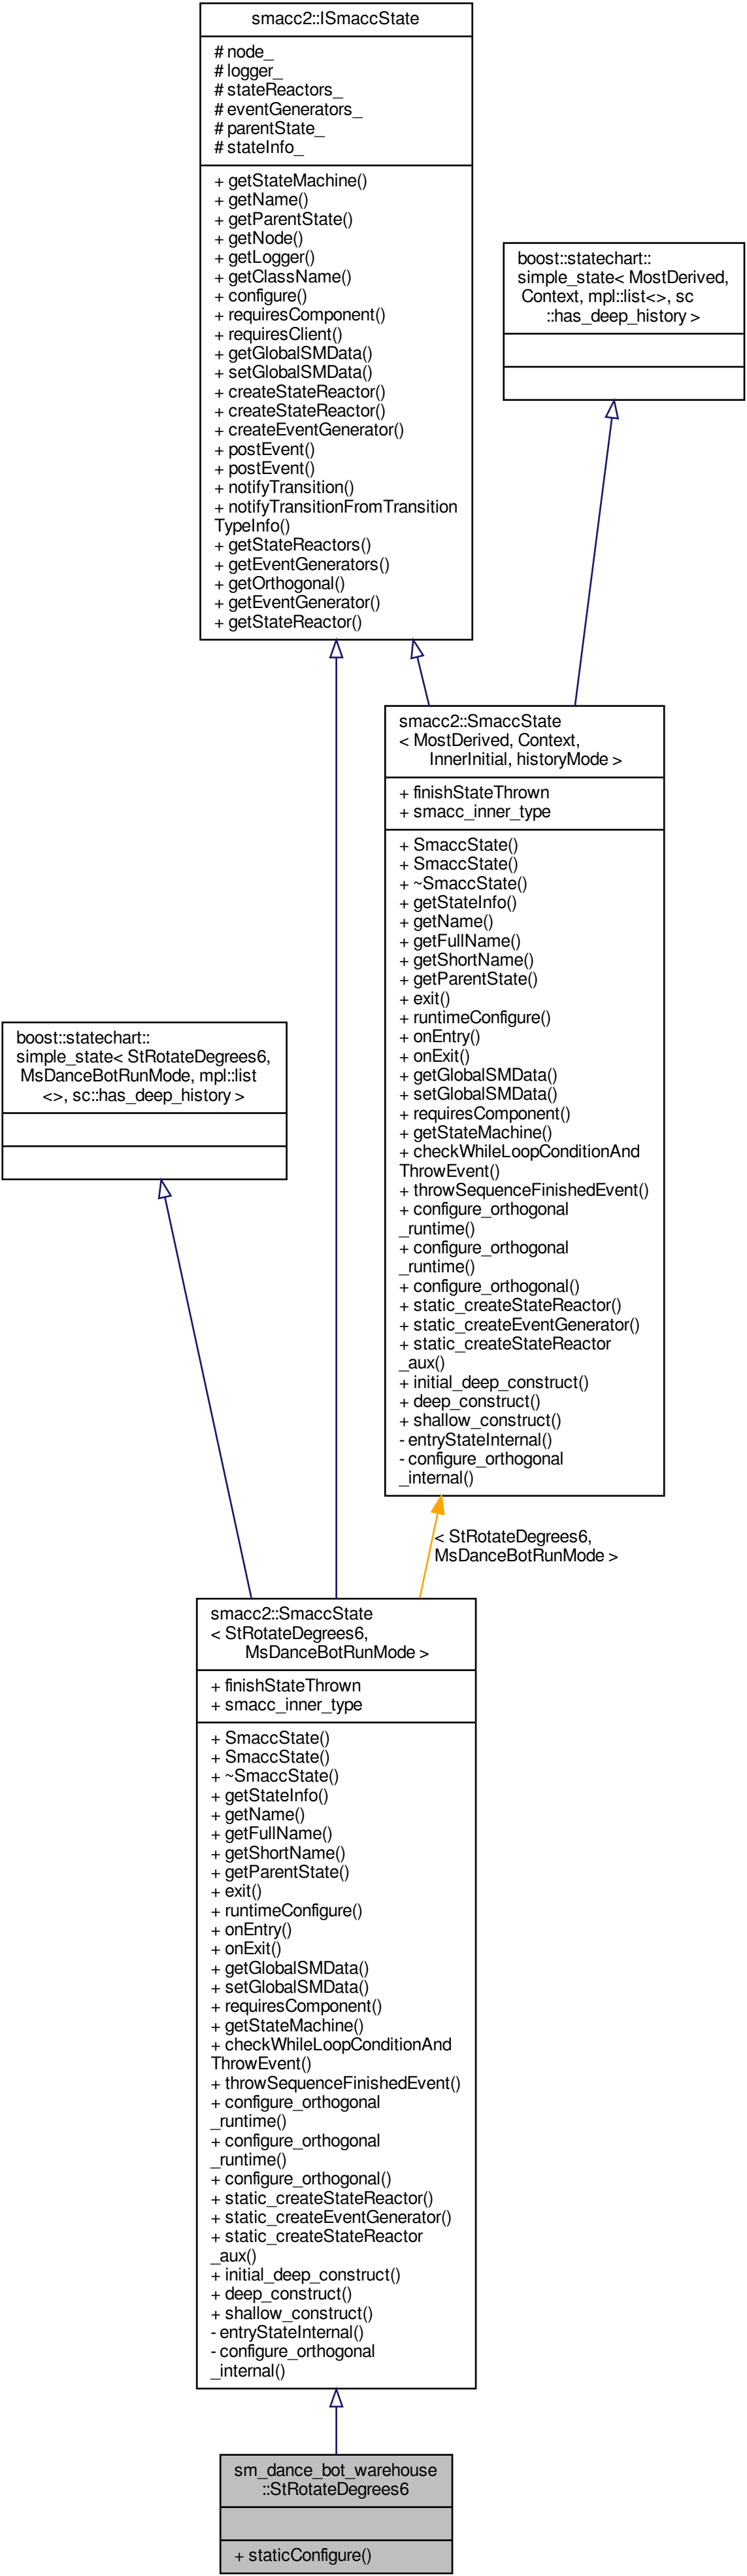 smacc2::ISmaccState
# node_
# logger_
# stateReactors_
# eventGenerators_
# parentState_
# stateInfo_
+ getStateMachine()
+ getName()
+ getParentState()
+ getNode()
+ getLogger()
+ getClassName()
+ configure()
+ requiresComponent()
+ requiresClient()
+ getGlobalSMData()
+ setGlobalSMData()
+ createStateReactor()
+ createStateReactor()
+ createEventGenerator()
+ postEvent()
+ postEvent()
+ notifyTransition()
+ notifyTransitionFromTransition
TypeInfo()
+ getStateReactors()
+ getEventGenerators()
+ getOrthogonal()
+ getEventGenerator()
+ getStateReactor()
boost::statechart::
simple_state< MostDerived,
Context, mpl::list<>, sc
::has_deep_history >
smacc2::SmaccState
< MostDerived, Context,
InnerInitial, historyMode >
+ finishStateThrown
+ smacc_inner_type
+ SmaccState()
+ SmaccState()
+ ~SmaccState()
+ getStateInfo()
+ getName()
+ getFullName()
+ getShortName()
+ getParentState()
+ exit()
+ runtimeConfigure()
+ onEntry()
+ onExit()
+ getGlobalSMData()
+ setGlobalSMData()
+ requiresComponent()
+ getStateMachine()
+ checkWhileLoopConditionAnd
ThrowEvent()
+ throwSequenceFinishedEvent()
+ configure_orthogonal
_runtime()
+ configure_orthogonal
_runtime()
+ configure_orthogonal()
+ static_createStateReactor()
+ static_createEventGenerator()
+ static_createStateReactor
_aux()
+ initial_deep_construct()
+ deep_construct()
+ shallow_construct()
- entryStateInternal()
- configure_orthogonal
_internal()
boost::statechart::
simple_state< StRotateDegrees6,
MsDanceBotRunMode, mpl::list
<>, sc::has_deep_history >
< StRotateDegrees6,
MsDanceBotRunMode >
smacc2::SmaccState
< StRotateDegrees6,
MsDanceBotRunMode >
+ finishStateThrown
+ smacc_inner_type
+ SmaccState()
+ SmaccState()
+ ~SmaccState()
+ getStateInfo()
+ getName()
+ getFullName()
+ getShortName()
+ getParentState()
+ exit()
+ runtimeConfigure()
+ onEntry()
+ onExit()
+ getGlobalSMData()
+ setGlobalSMData()
+ requiresComponent()
+ getStateMachine()
+ checkWhileLoopConditionAnd
ThrowEvent()
+ throwSequenceFinishedEvent()
+ configure_orthogonal
_runtime()
+ configure_orthogonal
_runtime()
+ configure_orthogonal()
+ static_createStateReactor()
+ static_createEventGenerator()
+ static_createStateReactor
_aux()
+ initial_deep_construct()
+ deep_construct()
+ shallow_construct()
- entryStateInternal()
- configure_orthogonal
_internal()
sm_dance_bot_warehouse
::StRotateDegrees6
+ staticConfigure()